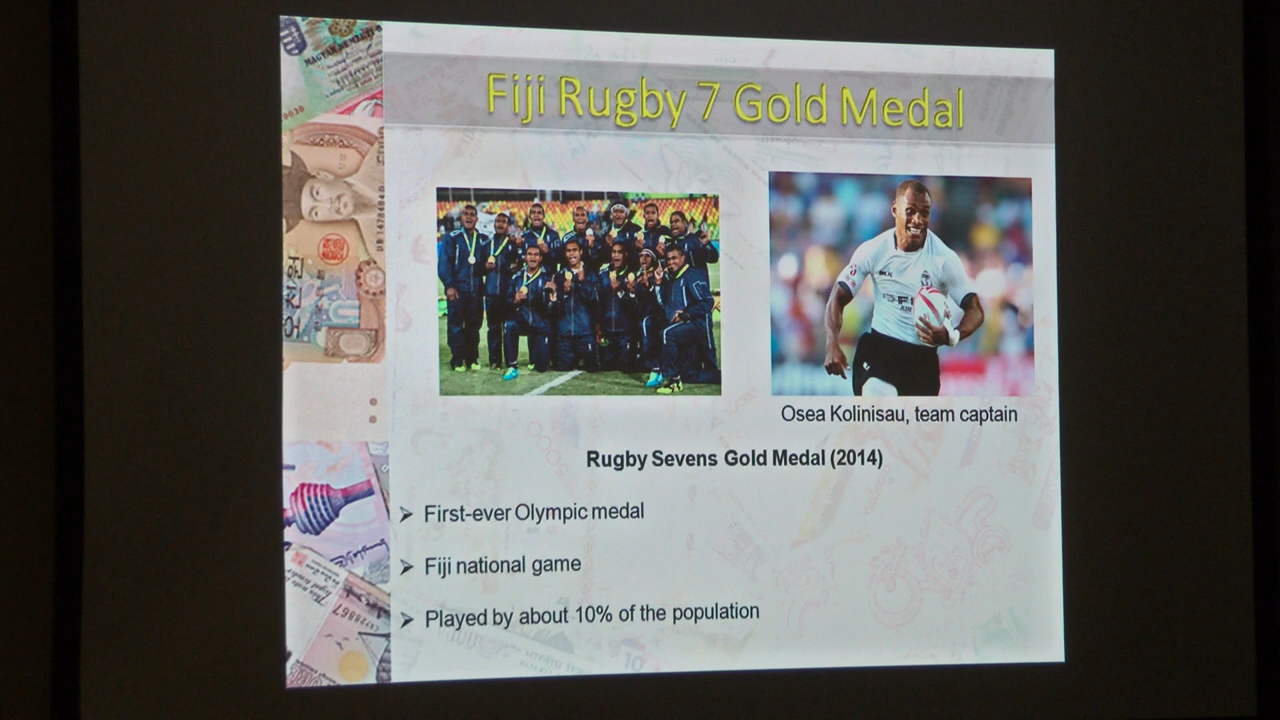 Fiji Rugby 7 Gold Medal
Osea Kolinisau, team captain
Rugby Sevens Gold Medal (2014)
➢ First-ever Olympic medal
➢ Fiji national game
➢ Played by about 10% of the population